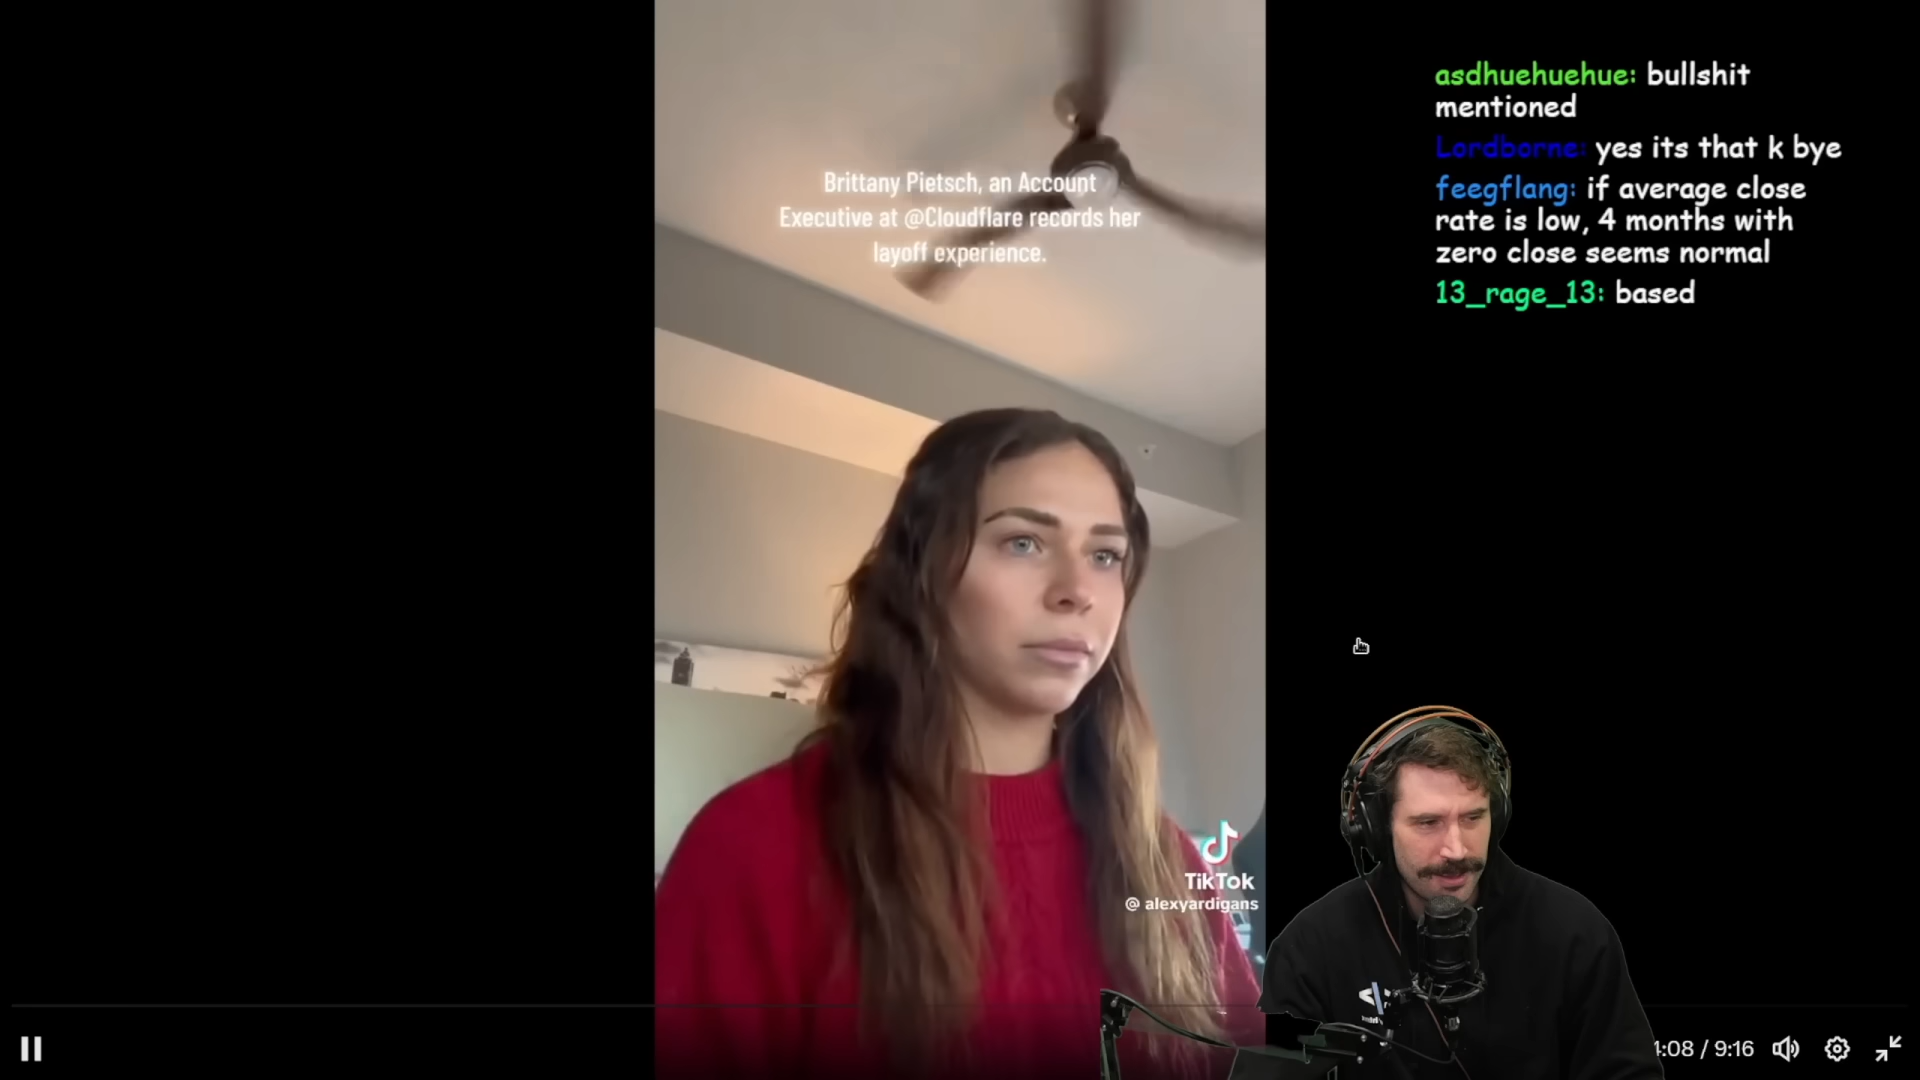 Brittany Pietsch, an Account
Executive at @Cloudflare records her
layoff experience.
asdhuehuehue: bullshit
mentioned
Lordborne: yes its that k bye
feegflang: if average close
rate is low, 4 months with
zero close seems normal
13_rage_13: based
TikTok
@ alexyardigans
4:08 / 9:16